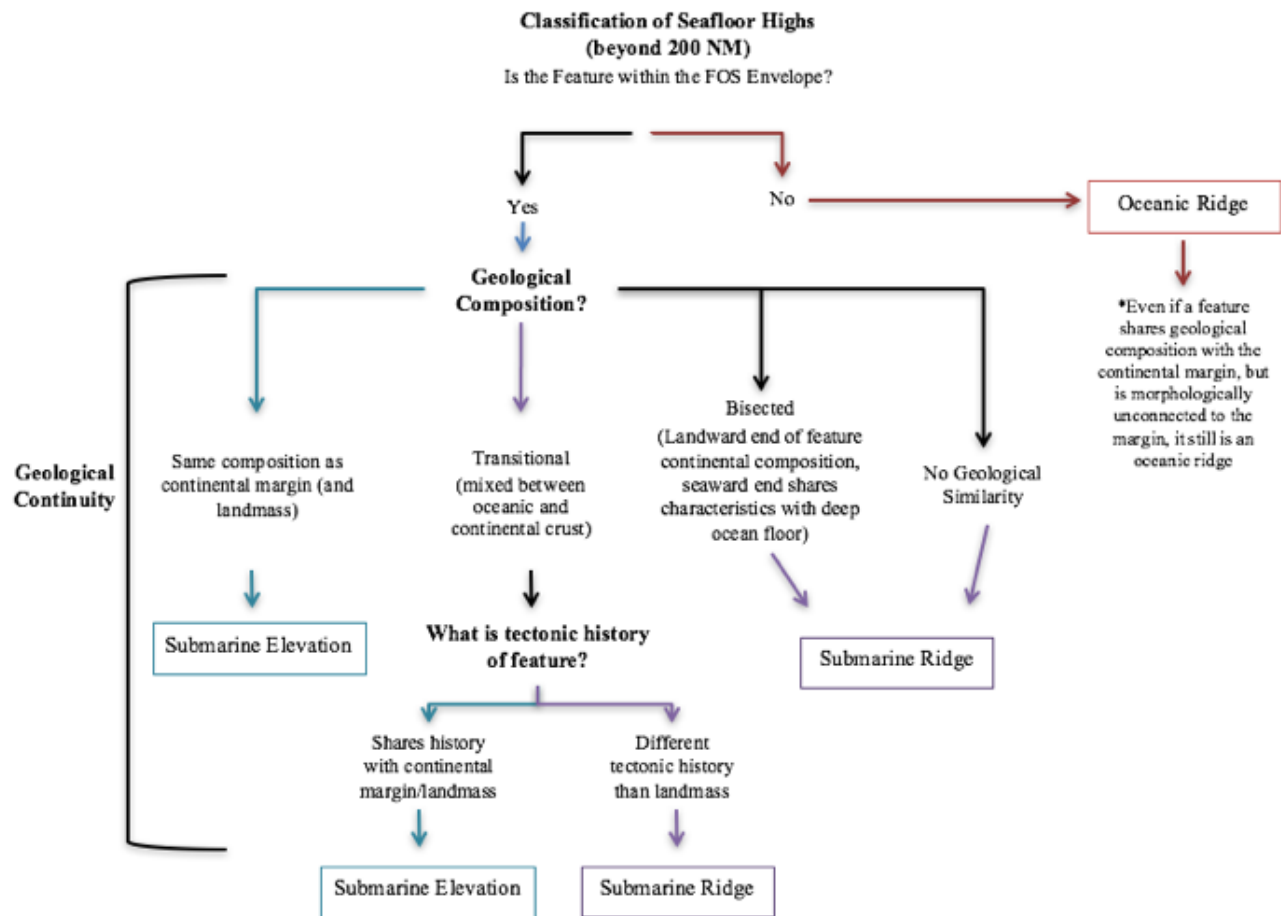 Classification of Seafloor Highs
(beyond 200 NM)
Is the Feature within the FOS Envelope?
Yes
No
Oceanic Ridge
*Even if a feature
shares geological
composition with the
continental margin, but
is morphologically
unconnected to the
margin, it still is an
oceanic ridge
Geological
Composition?
Geological
Continuity
Same composition as
continental margin (and
landmass)
Transitional
(mixed between
oceanic and
continental crust)
Bisected
(Landward end of feature
continental composition,
seaward end shares
characteristics with deep
ocean floor)
No Geological
Similarity
Submarine Elevation
What is tectonic history
of feature?
Submarine Ridge
Shares history
with continental
margin/landmass
Different
tectonic history
than landmass
Submarine Elevation
Submarine Ridge